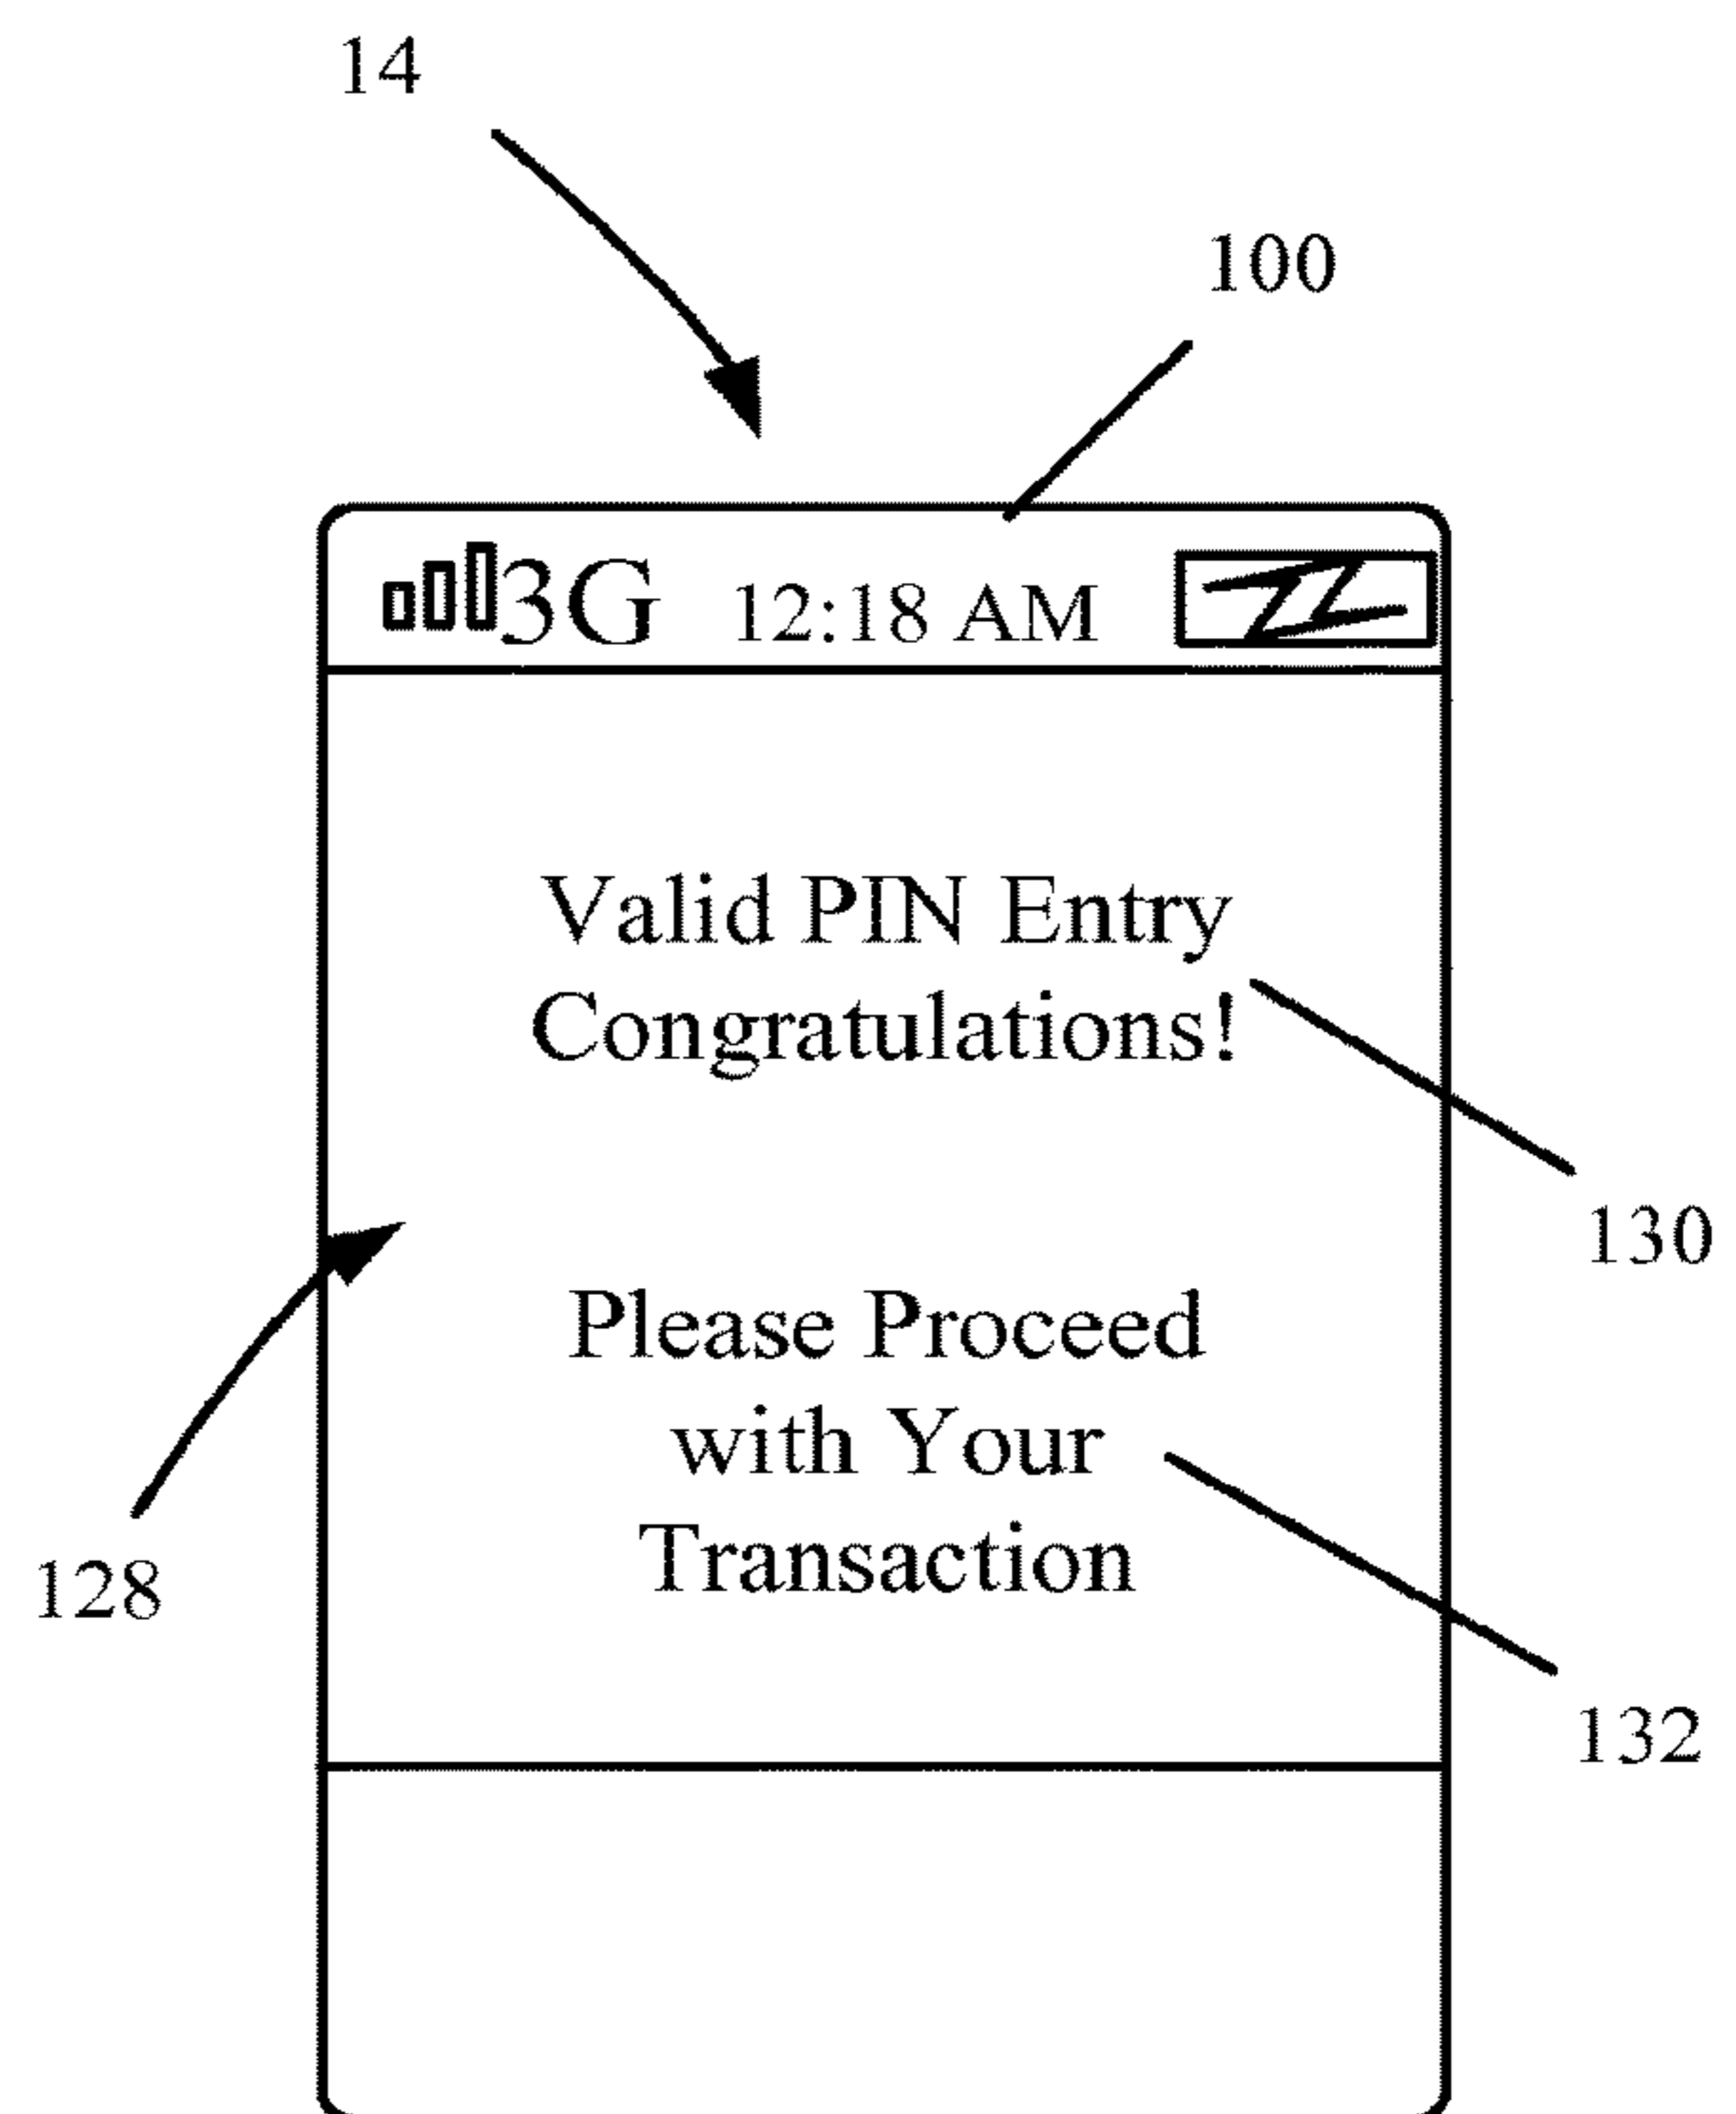 14
100
3G 12:18 AM
Valid PIN Entry
Congratulations!
130
Please Proceed
with Your
Transaction
128
132